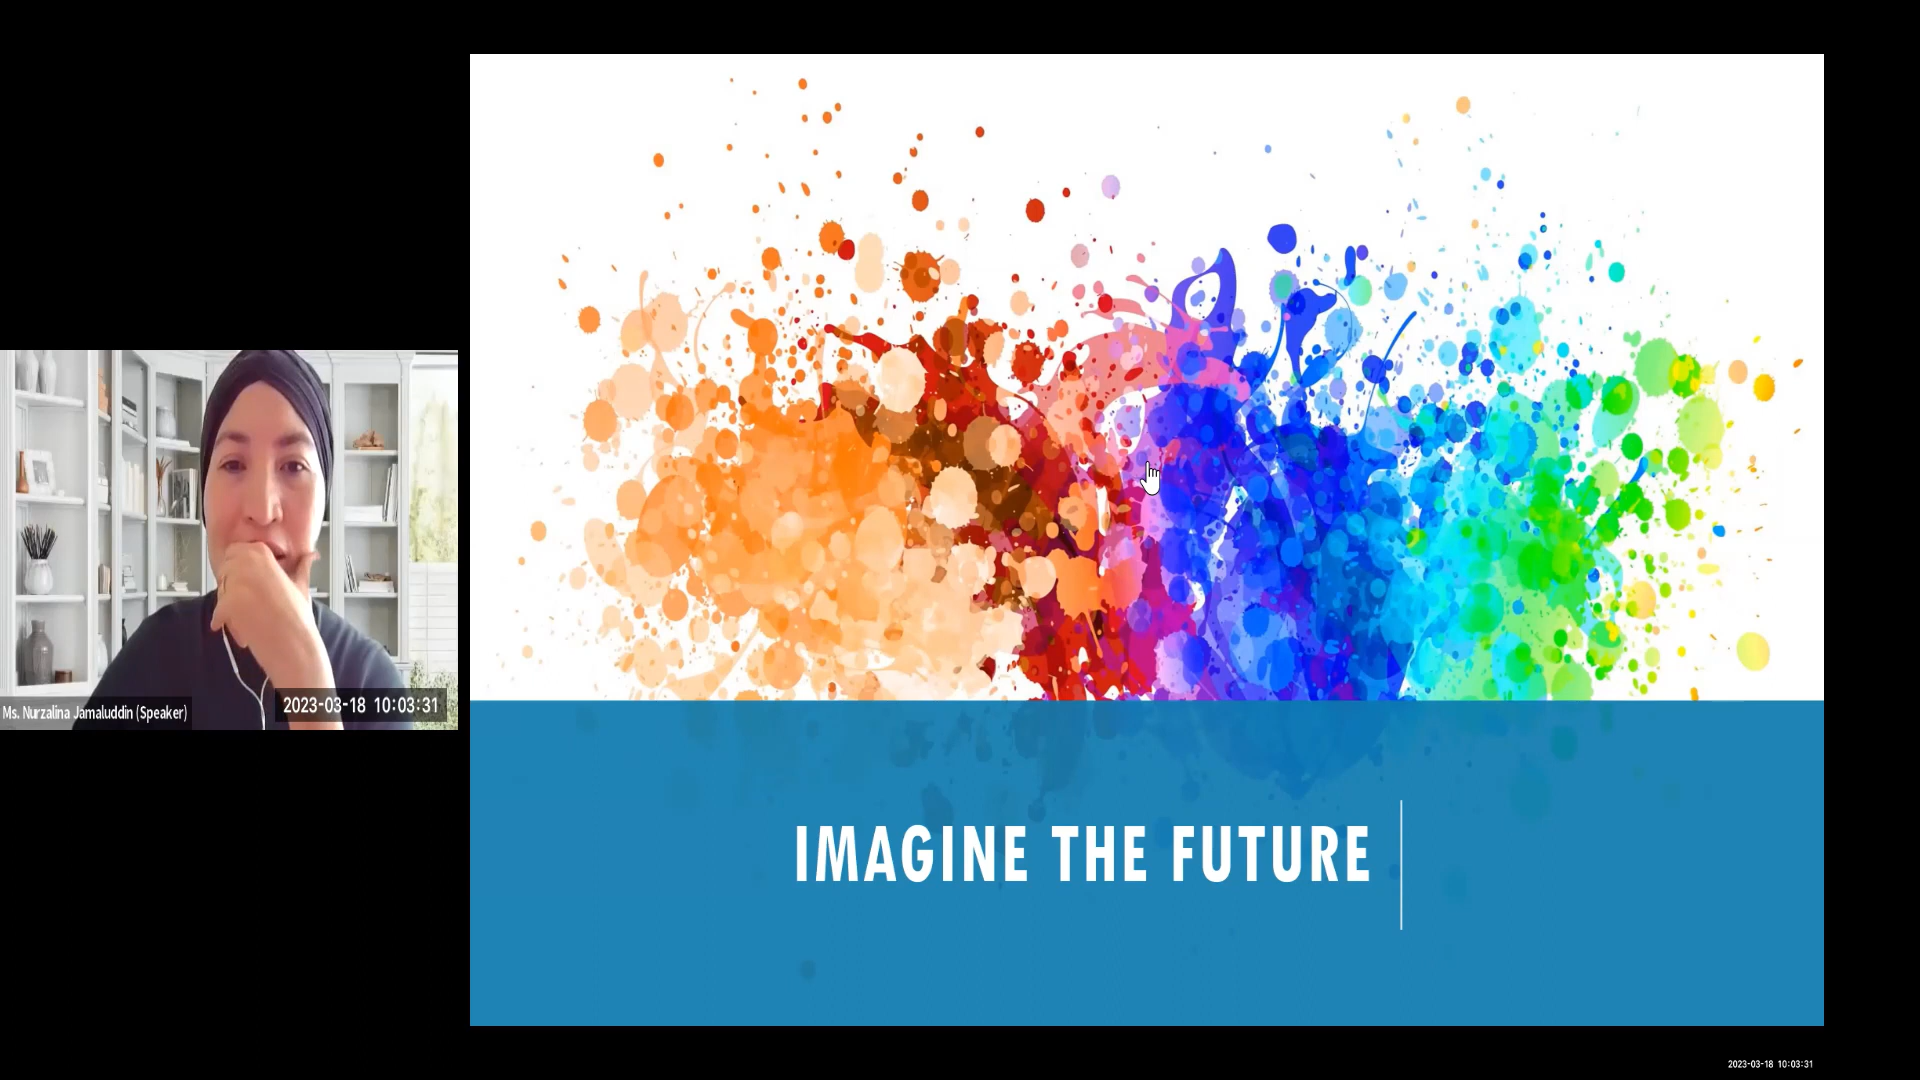 Ms. Nurzalina Jamaluddin (Speaker)
2023-03-18 10:03:31
IMAGINE THE FUTURE
2023-03-18 10:03:31